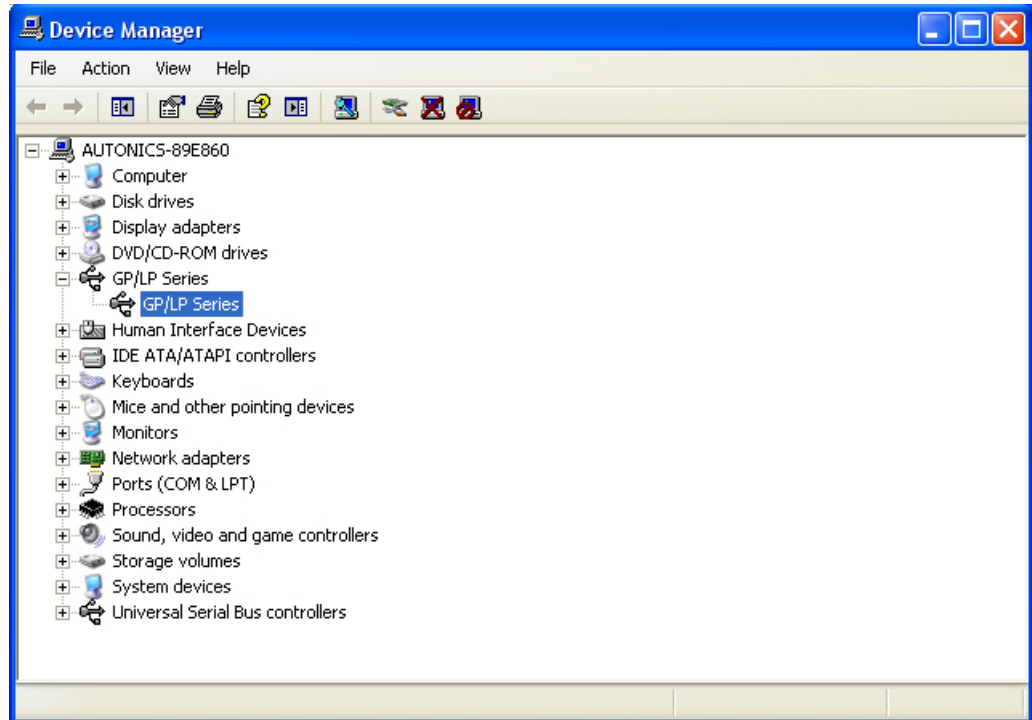 Device Manager
File Action View Help
AUTONICS-89E860
Computer
Disk drives
Display adapters
DVD/CD-ROM drives
GP/LP Series
GP/LP Series
Human Interface Devices
IDE ATA/ATAPI controllers
Keyboards
Mice and other pointing devices
Monitors
Network adapters
Ports (COM & LPT)
Processors
Sound, video and game controllers
Storage volumes
System devices
Universal Serial Bus controllers